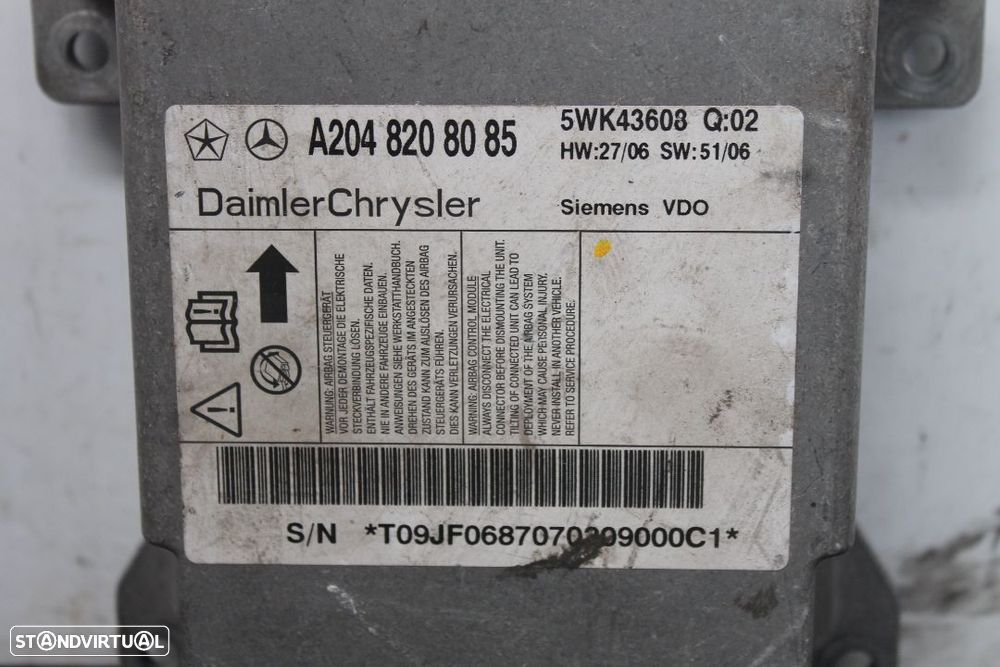 A204 820 80 85
5WK43608 Q:02
HW:27/06 SW:51/06
DaimlerChrysler
Siemens VDO
WARNUNG: AIRBAG STEUERGERÄT
VOR JEDER DEMONTAGE DIE ELEKTRISCHE
STECKVERBINDUNG LÖSEN.
ENTHÄLT FAHRZEUGSPEZIFISCHE DATEN.
NIE IN ANDERE FAHRZEUGE EINBAUEN.
ANWEISUNGEN SIEHE WERKSTATTHANDBUCH.
DREHEN DES GERÄTS IM ANGESTECKTEN
ZUSTAND KANN ZUM AUSLÖSEN DES AIRBAG
STEUERGERÄTS FÜHREN.
DIES KANN VERLETZUNGEN VERURSACHEN.
WARNING: AIRBAG CONTROL MODULE
ALWAYS DISCONNECT THE ELECTRICAL
CONNECTOR BEFORE DISMOUNTING THE UNIT.
TILTING OF CONNECTED UNIT CAN LEAD TO
DEPLOYMENT OF THE AIRBAG SYSTEM
WHICH MAY CAUSE PERSONAL INJURY.
NEVER INSTALL IN ANOTHER VEHICLE.
REFER TO SERVICE PROCEDURE.
S/N
STANDVIRTUAL